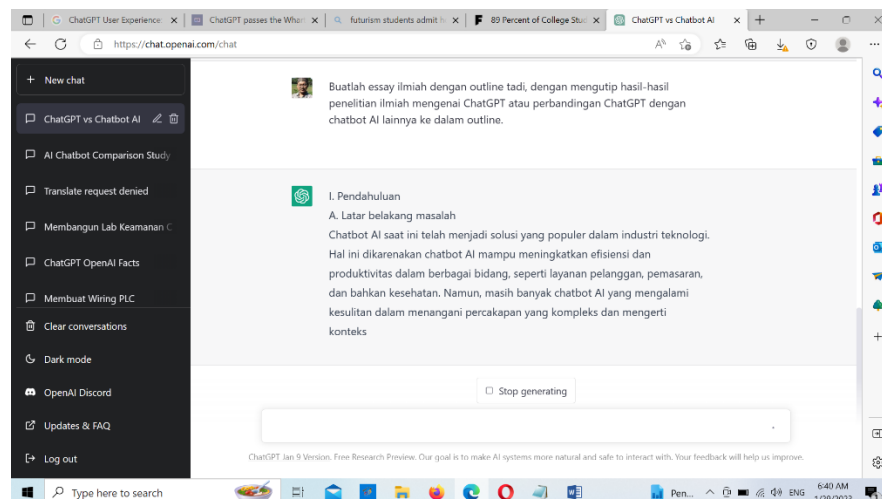 ChatGPT User Experience:
ChatGPT passes the Whar
futurism students admit h
89 Percent of College Stud
ChatGPT vs Chatbot AI
https://chat.openai.com/chat
New chat
ChatGPT vs Chatbot AI
AI Chatbot Comparison Study
Translate request denied
Membangun Lab Keamanan C
ChatGPT OpenAI Facts
Membuat Wiring PLC
Clear conversations
Dark mode
OpenAI Discord
Updates & FAQ
Log out
Buatlah essay ilmiah dengan outline tadi, dengan mengutip hasil-hasil
penelitian ilmiah mengenai ChatGPT atau perbandingan ChatGPT dengan
chatbot AI lainnya ke dalam outline.
I. Pendahuluan
A. Latar belakang masalah
Chatbot AI saat ini telah menjadi solusi yang populer dalam industri teknologi.
Hal ini dikarenakan chatbot AI mampu meningkatkan efisiensi dan
produktivitas dalam berbagai bidang, seperti layanan pelanggan, pemasaran,
dan bahkan kesehatan. Namun, masih banyak chatbot AI yang mengalami
kesulitan dalam menangani percakapan yang kompleks dan mengerti
konteks
Stop generating
ChatGPT Jan 9 Version. Free Research Preview. Our goal is to make AI systems more natural and safe to interact with. Your feedback will help us improve.
Type here to search
Pen...
ENG
6:40 AM